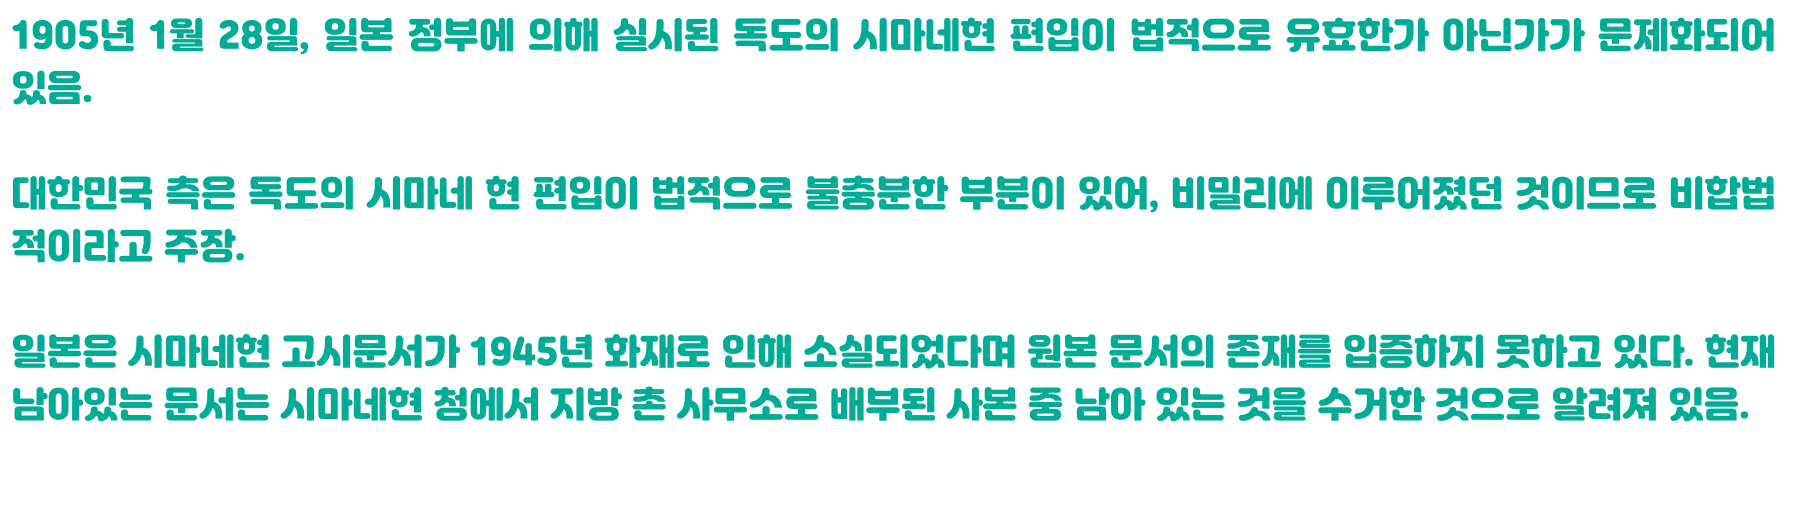 1905년 1월 28일, 일본 정부에 의해 실시된 독도의 시마네현 편입이 법적으로 유효한가 아닌가가 문제화되어
있음.
대한민국 측은 독도의 시마네 현 편입이 법적으로 불충분한 부분이 있어, 비밀리에 이루어졌던 것이므로 비합법
적이라고 주장.
일본은 시마네현 고시문서가 1945년 화재로 인해 소실되었다며 원본 문서의 존재를 입증하지 못하고 있다. 현재
남아있는 문서는 시마네현 청에서 지방 촌 사무소로 배부된 사본 중 남아 있는 것을 수거한 것으로 알려져 있음.